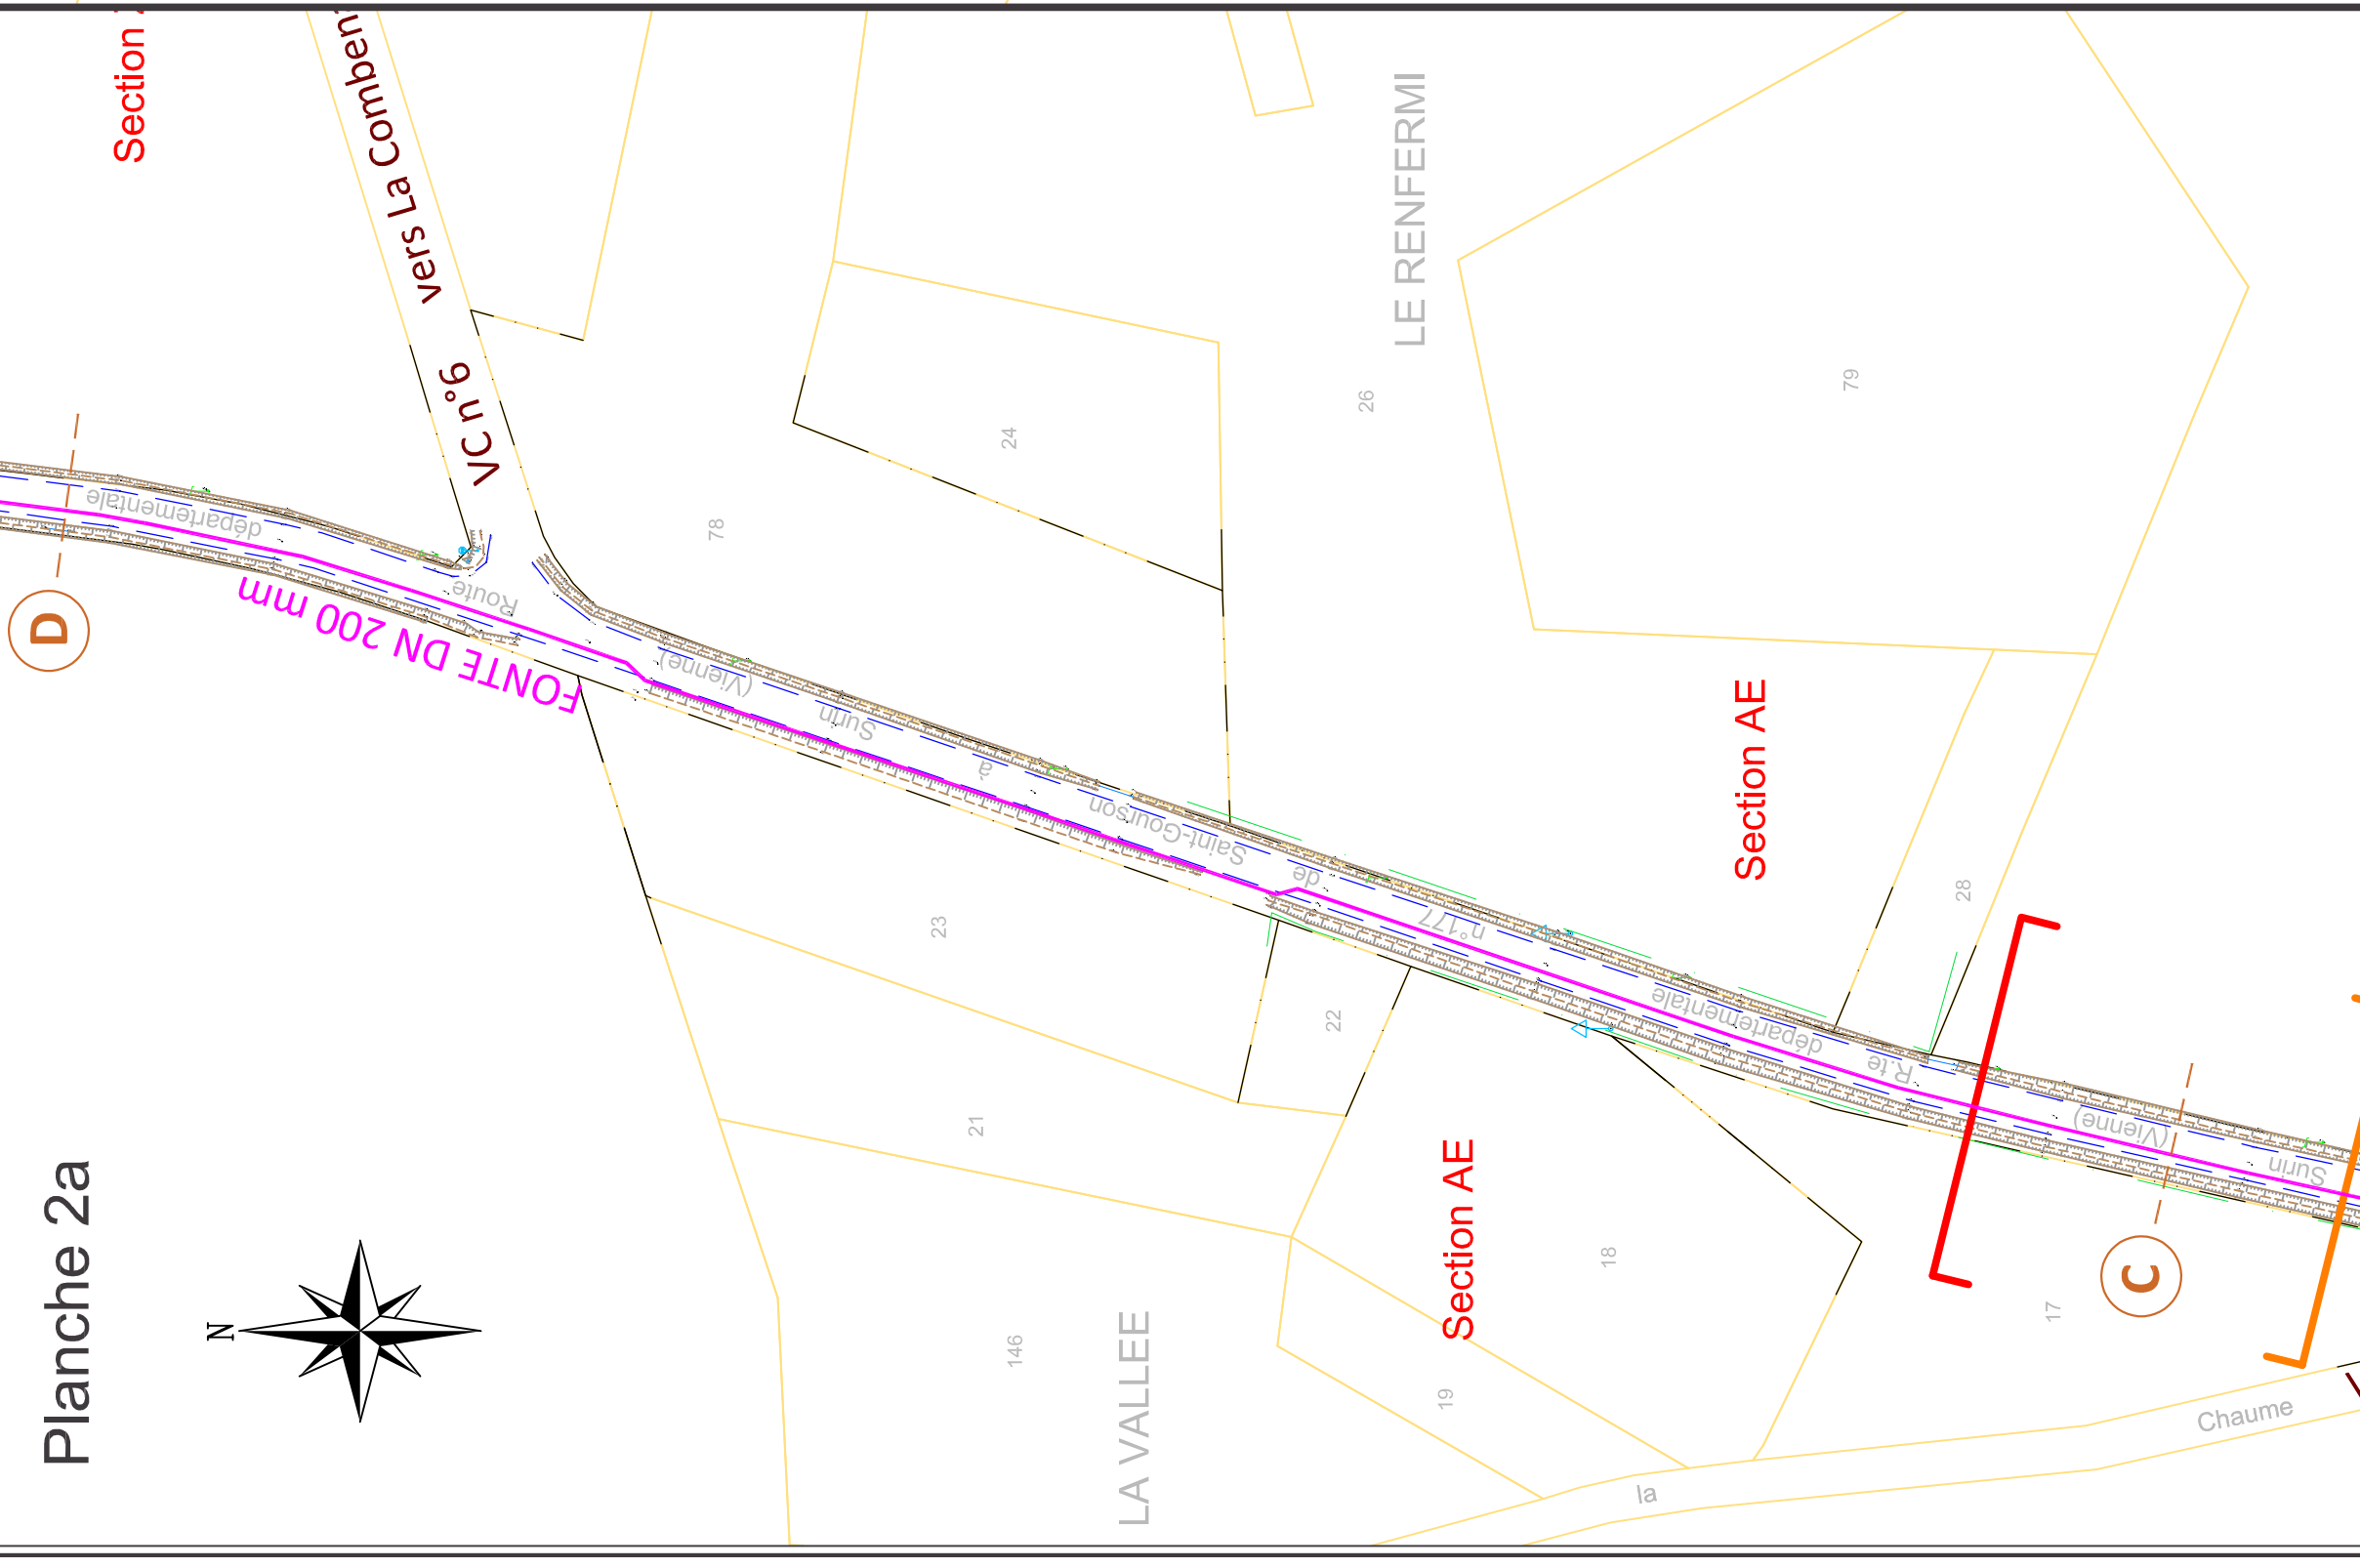 Planche 2a
N
Section
vers La Combe
VC n°6
D
départementale
Route
FONTE DN 200 mm
(Vienne)
Surin
à
Saint-Gourson
de
n°177
départementale
R.te
(Vienne)
Surin
C
LE RENFERMI
LA VALLEE
Section AE
Section AE
78
24
26
79
28
23
22
21
146
19
18
17
la
Chaume